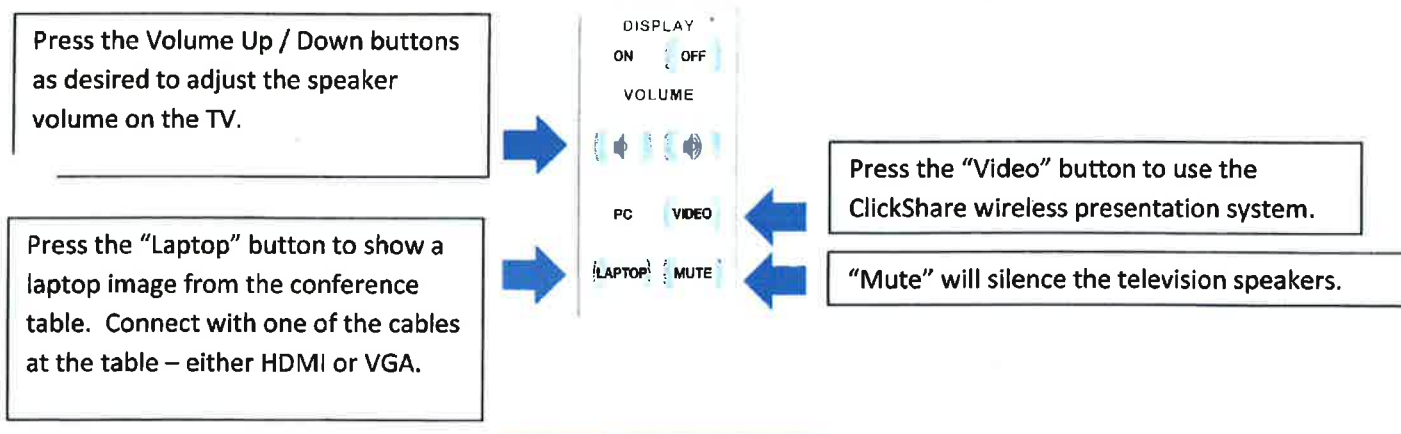 Press the Volume Up / Down buttons
as desired to adjust the speaker
volume on the TV.
Press the "Laptop" button to show a
laptop image from the conference
table. Connect with one of the cables
at the table – either HDMI or VGA.
DISPLAY
ON OFF
VOLUME
PC VIDEO
LAPTOP MUTE
Press the "Video" button to use the
ClickShare wireless presentation system.
"Mute" will silence the television speakers.